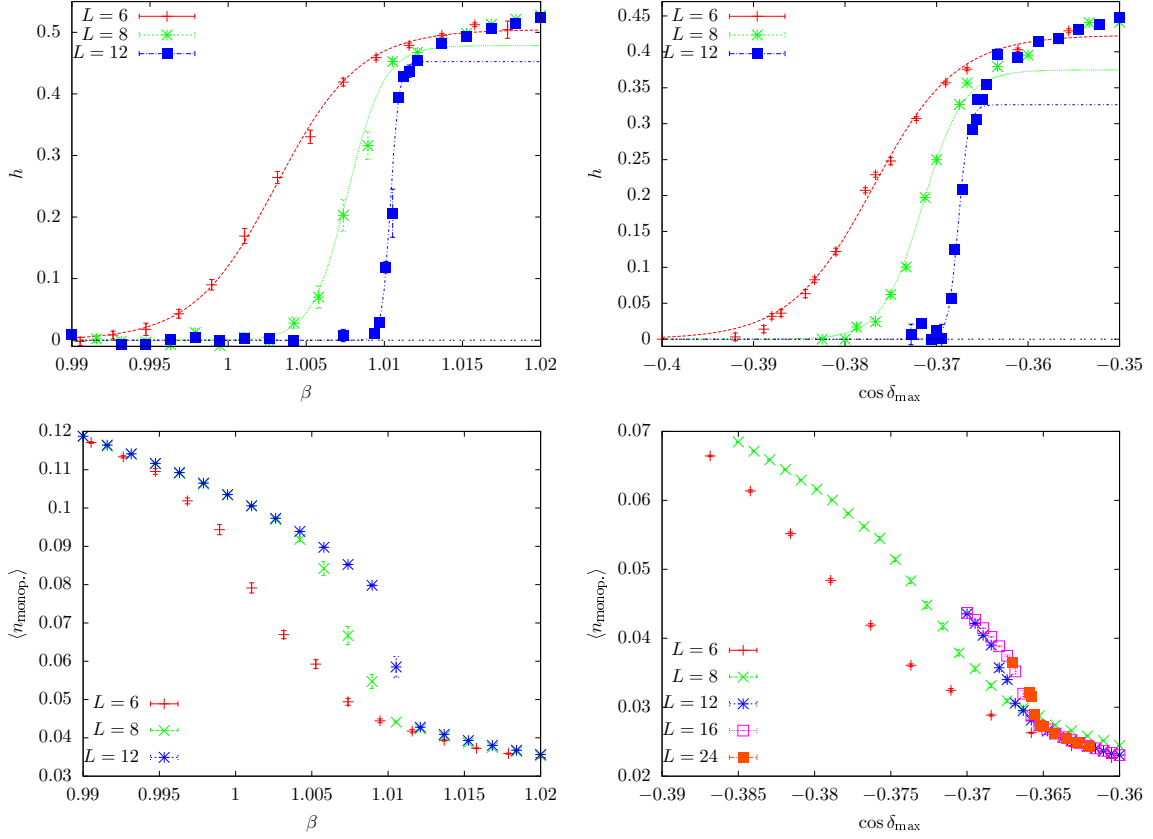 L = 6
L = 8
L = 12
h
0.5
0.4
0.3
0.2
0.1
0
0.99 0.995 1 1.005 1.01 1.015 1.02
β
L = 6
L = 8
L = 12
h
0.45
0.4
0.35
0.3
0.25
0.2
0.15
0.1
0.05
0
−0.4 −0.39 −0.38 −0.37 −0.36 −0.35
cos δmax
⟨nmonop.⟩
0.12
0.11
0.1
0.09
0.08
0.07
0.06
0.05
0.04
0.03
L = 6
L = 8
L = 12
0.99 0.995 1 1.005 1.01 1.015 1.02
β
⟨nmonop.⟩
0.07
0.06
0.05
0.04
0.03
0.02
L = 6
L = 8
L = 12
L = 16
L = 24
−0.39 −0.385 −0.38 −0.375 −0.37 −0.365 −0.36
cos δmax